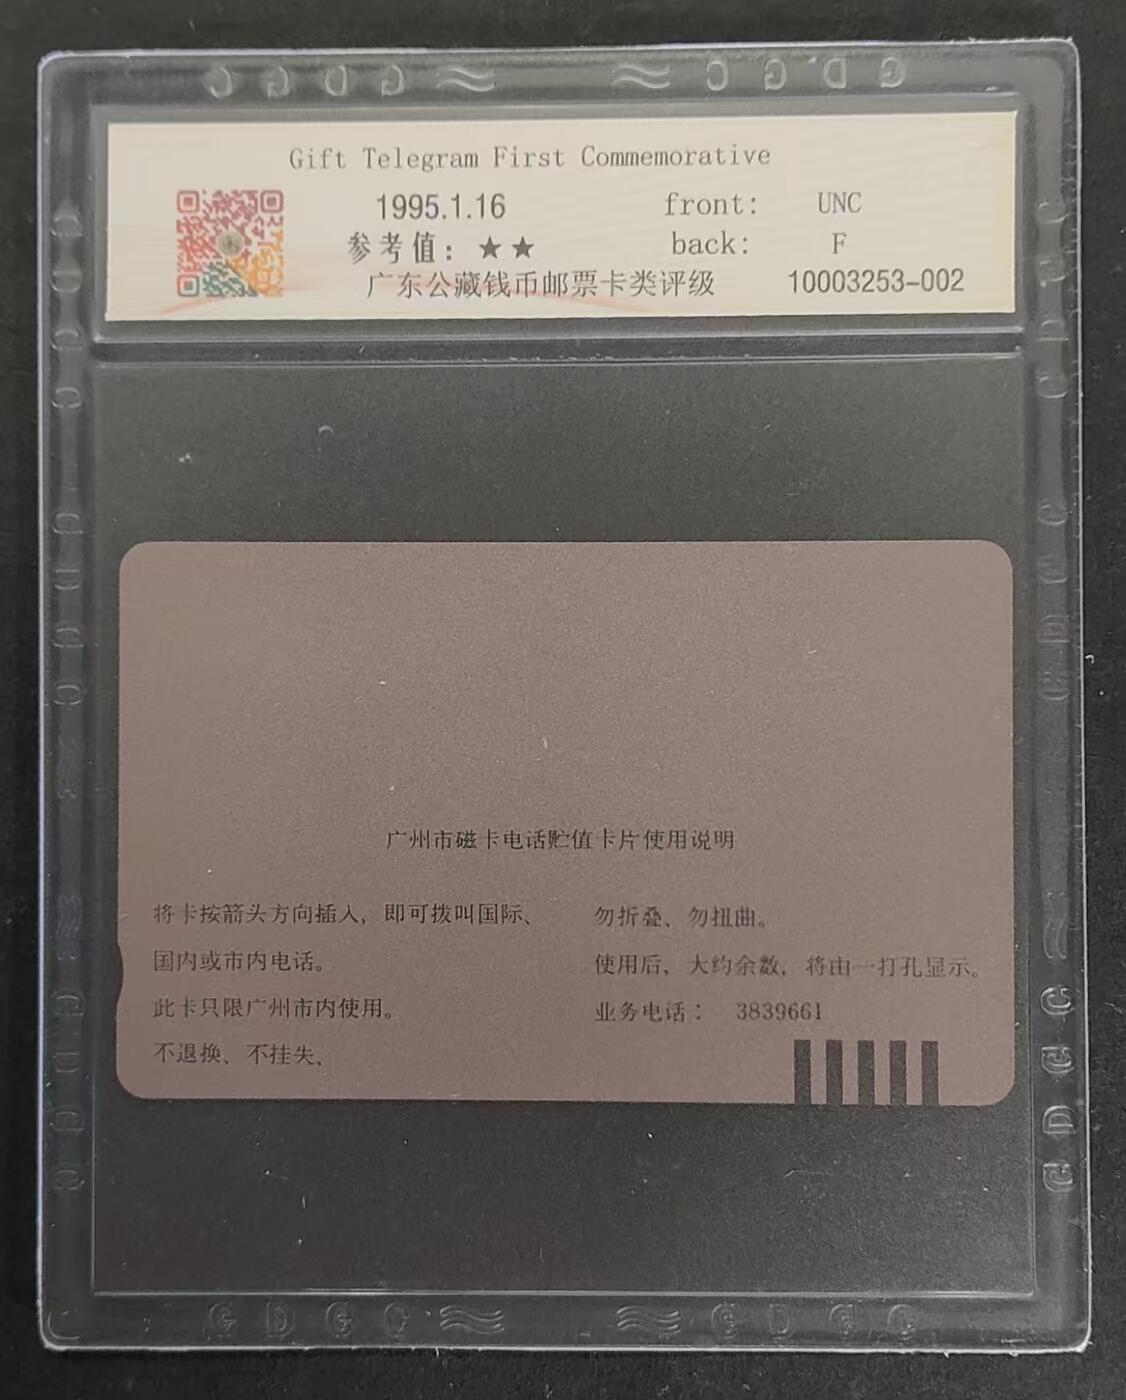 GDGC
GDGC
Gift Telegram First Commemorative
1995.1.16
front: UNC
参考值：★★
back: F
广东公藏钱币邮票卡类评级
10003253-002
广州市磁卡电话贮值卡片使用说明
将卡按箭头方向插入，即可拨叫国际、
国内或市内电话。
此卡只限广州市内使用。
不退换、不挂失、
勿折叠、勿扭曲。
使用后，大约余数，将由一打孔显示。
业务电话： 3839661
GDGC
GDGC